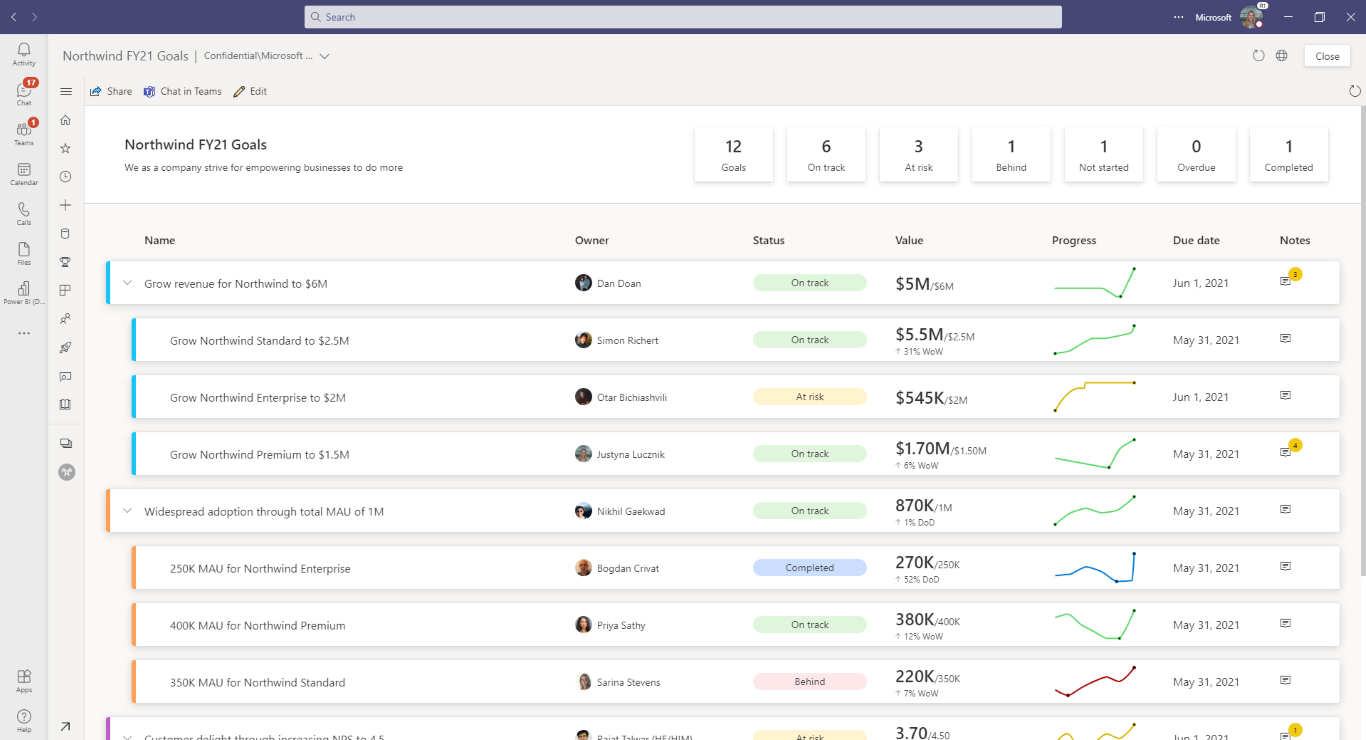 Search
Microsoft
Activity
17
Chat
1
Teams
Calendar
Calls
Files
Power BI (D...
Apps
Help
Northwind FY21 Goals | Confidential\Microsoft ...
Close
Share
Chat in Teams
Edit
Northwind FY21 Goals
We as a company strive for empowering businesses to do more
12 Goals
6 On track
3 At risk
1 Behind
1 Not started
0 Overdue
1 Completed
Name Owner Status Value Progress Due date Notes
Grow revenue for Northwind to $6M Dan Doan On track $5M/$6M Jun 1, 2021 3
Grow Northwind Standard to $2.5M Simon Richert On track $5.5M/$2.5M May 31, 2021
↑ 31% WoW
Grow Northwind Enterprise to $2M Otar Bichiashvili At risk $545K/$2M Jun 1, 2021
Grow Northwind Premium to $1.5M Justyna Lucznik On track $1.70M/$1.50M May 31, 2021 4
↑ 6% WoW
Widespread adoption through total MAU of 1M Nikhil Gaekwad On track 870K/1M May 31, 2021
↑ 1% DoD
250K MAU for Northwind Enterprise Bogdan Crivat Completed 270K/250K May 31, 2021
↑ 52% DoD
400K MAU for Northwind Premium Priya Sathy On track 380K/400K May 31, 2021
↑ 12% WoW
350K MAU for Northwind Standard Sarina Stevens Behind 220K/350K May 31, 2021
↑ 7% WoW
Customer delight through increasing NPS to 4.5 Rajat Talwar (HE/HIM) At risk 3.70/4.50 Jun 1, 2021 1